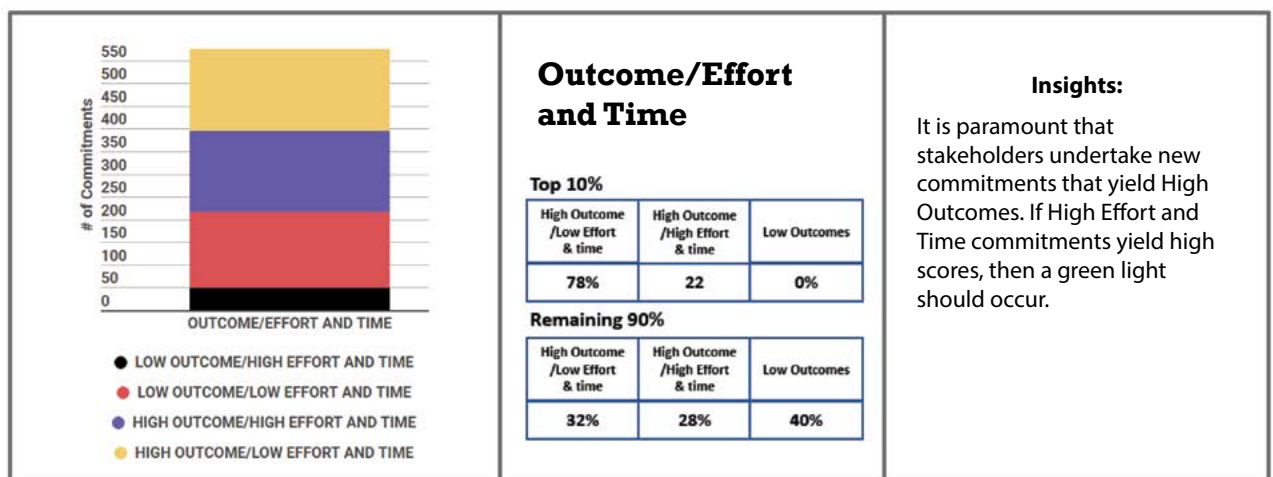 550
500
450
400
350
300
250
200
150
100
50
0
# of Commitments
OUTCOME/EFFORT AND TIME
LOW OUTCOME/HIGH EFFORT AND TIME
LOW OUTCOME/LOW EFFORT AND TIME
HIGH OUTCOME/HIGH EFFORT AND TIME
HIGH OUTCOME/LOW EFFORT AND TIME
Outcome/Effort
and Time
Top 10%
High Outcome
/Low Effort
& time
High Outcome
/High Effort
& time
Low Outcomes
78%
22
0%
Remaining 90%
High Outcome
/Low Effort
& time
High Outcome
/High Effort
& time
Low Outcomes
32%
28%
40%
Insights:
It is paramount that
stakeholders undertake new
commitments that yield High
Outcomes. If High Effort and
Time commitments yield high
scores, then a green light
should occur.